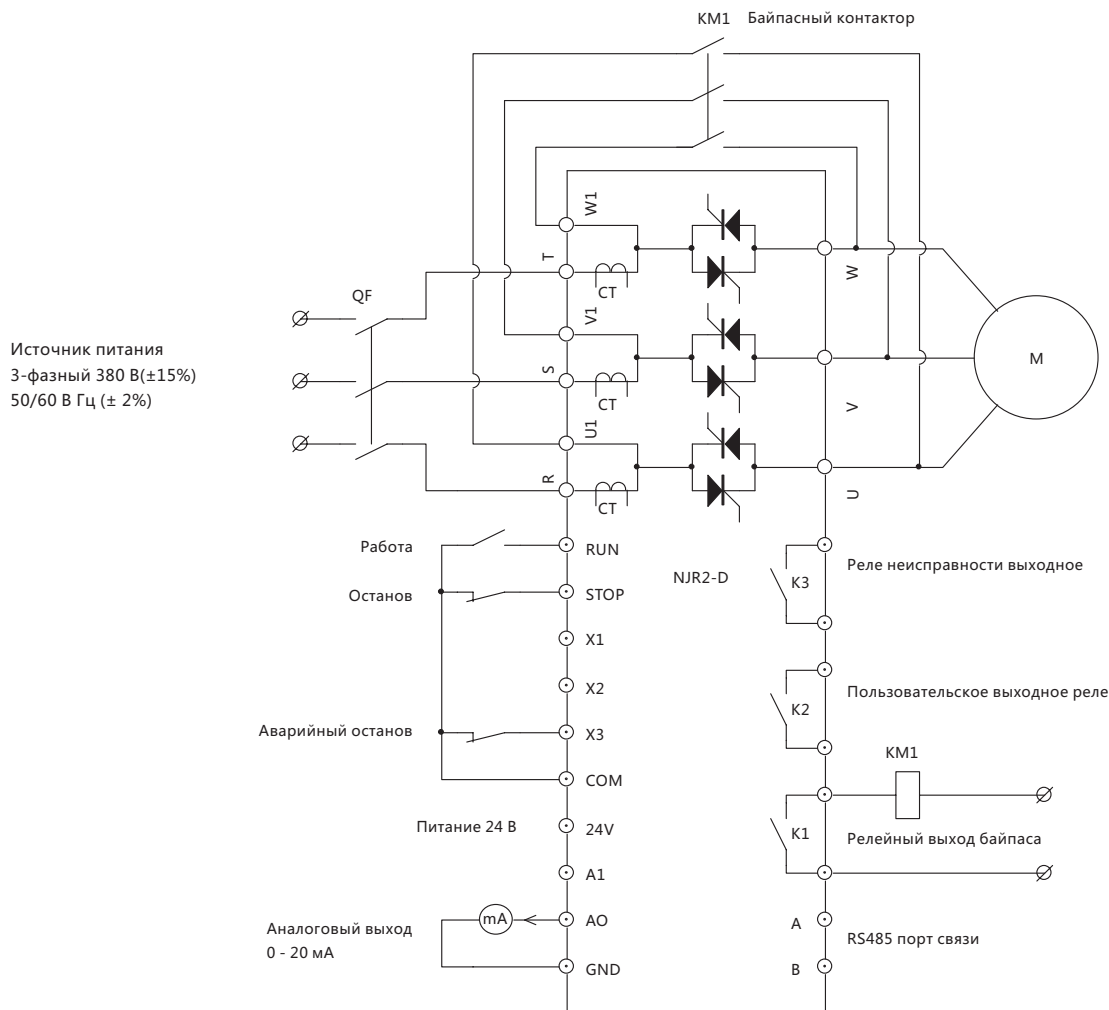 KM1 Байпасный контактор
W1
T
CT
W
QF
V1
Источник питания
3-фазный 380 В(±15%)
50/60 В Гц (± 2%)
S
CT
V
M
U1
R
CT
U
Работа
RUN
NJR2-D
K3
Реле неисправности выходное
Останов
STOP
X1
X2
K2
Пользовательское выходное реле
Аварийный останов
X3
KM1
COM
Питание 24 В
24V
K1
Релейный выход байпаса
A1
Аналоговый выход
0 - 20 мА
mA
AO
GND
A
RS485 порт связи
B